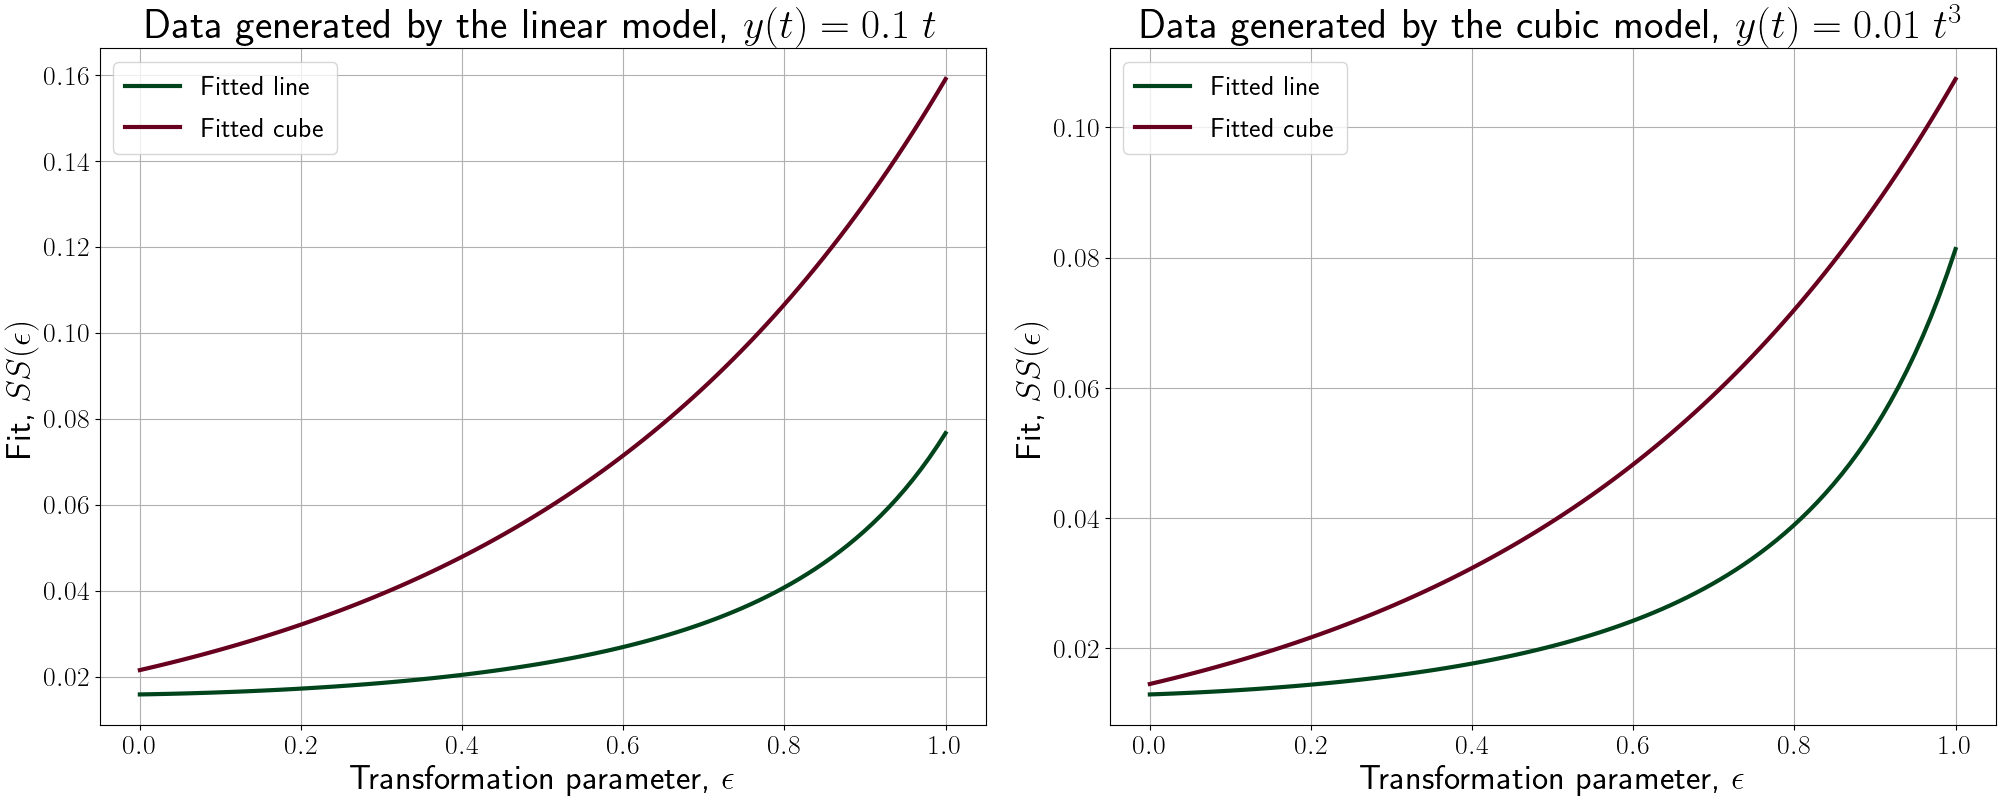 Data generated by the linear model, y(t) = 0.1 t
Fitted line
Fitted cube
0.16
0.14
0.12
0.10
0.08
0.06
0.04
0.02
Fit, SS(ϵ)
0.0 0.2 0.4 0.6 0.8 1.0
Transformation parameter, ϵ
Data generated by the cubic model, y(t) = 0.01 t³
Fitted line
Fitted cube
0.10
0.08
0.06
0.04
0.02
Fit, SS(ϵ)
0.0 0.2 0.4 0.6 0.8 1.0
Transformation parameter, ϵ